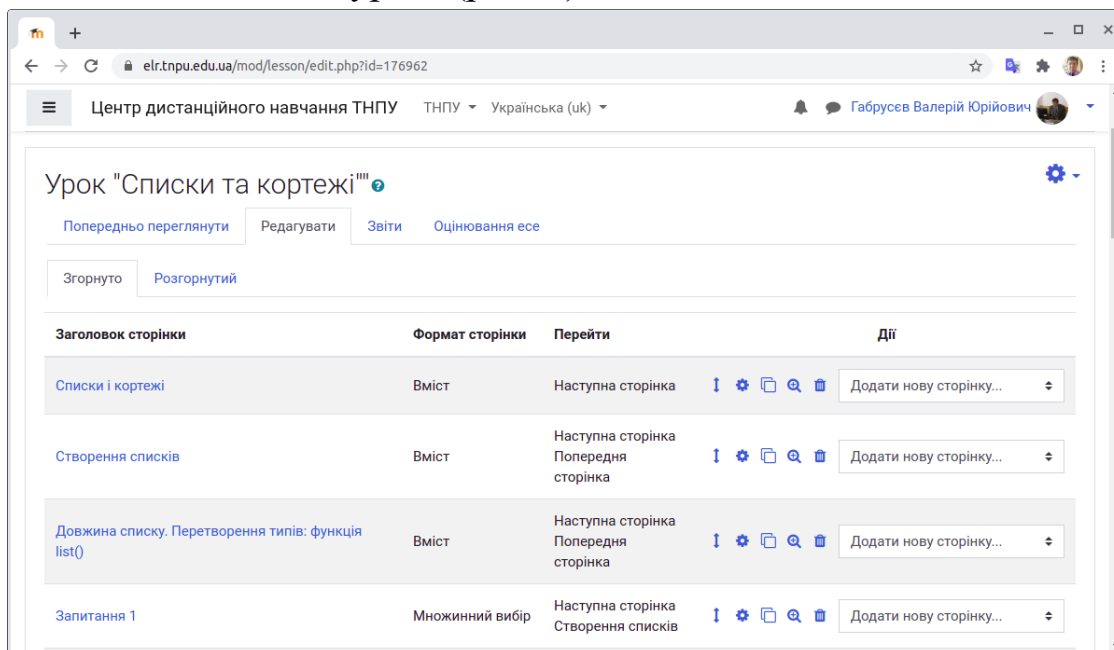 elr.tnpu.edu.ua/mod/lesson/edit.php?id=176962
Центр дистанційного навчання ТНПУ ТНПУ Українська (uk) Габрусєв Валерій Юрійович
Урок "Списки та кортежі""
Попередньо переглянути Редагувати Звіти Оцінювання есе
Згорнуто Розгорнутий
Заголовок сторінки Формат сторінки Перейти Дії
Списки і кортежі Вміст Наступна сторінка Додати нову сторінку...
Створення списків Вміст Наступна сторінка
Попередня
сторінка Додати нову сторінку...
Довжина списку. Перетворення типів: функція
list() Вміст Наступна сторінка
Попередня
сторінка Додати нову сторінку...
Запитання 1 Множинний вибір Наступна сторінка
Створення списків Додати нову сторінку...